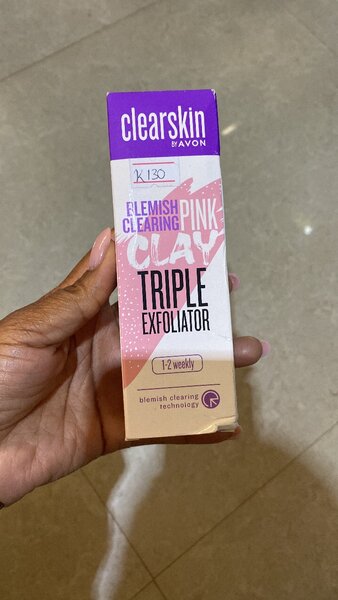 clearskin
BY AVON
K130
BLEMISH
CLEARING PINK
CLAY
TRIPLE
EXFOLIATOR
1-2 weekly
blemish clearing
technology